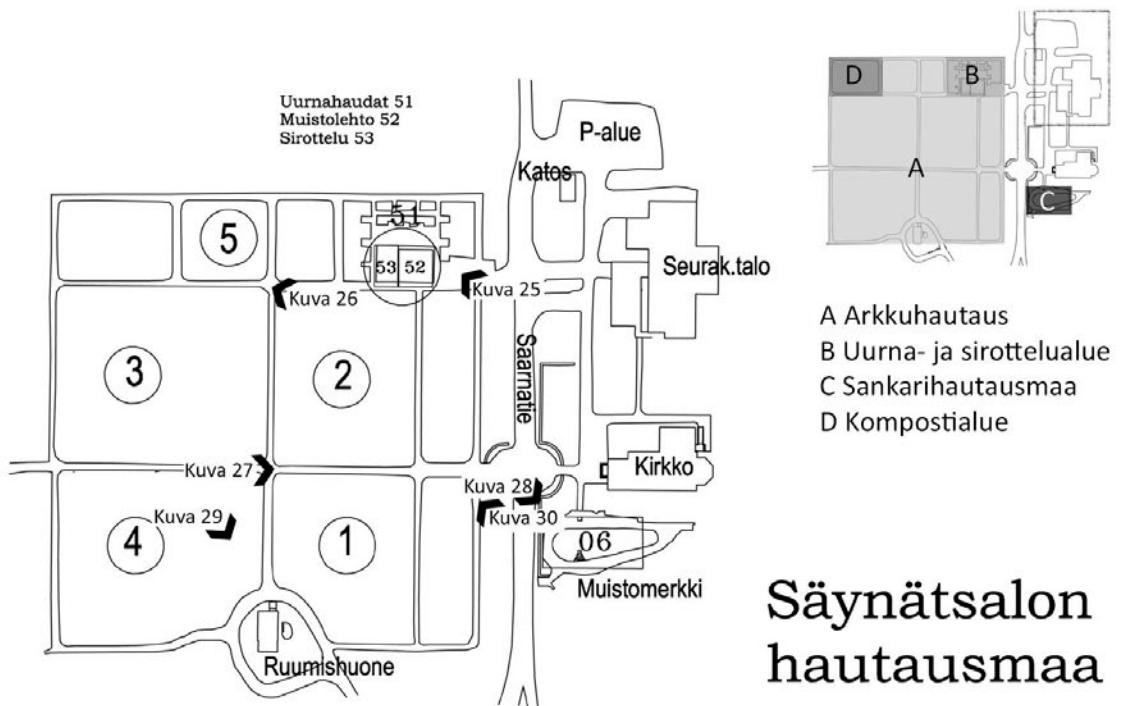 Uurnahaudat 51
Muistolehto 52
Sirottelu 53
P-alue
Katos
51
5
53 52
Kuva 25
Kuva 26
Seurak.talo
Saarnatie
3
2
Kuva 27
Kirkko
Kuva 28
Kuva 29
Kuva 30
4
1
06
Muistomerkki
Ruumishuone
D
B
A
C
A Arkkuhautaus
B Uurna- ja sirottelualue
C Sankarihautausmaa
D Kompostialue
Säynätsalon
hautausmaa